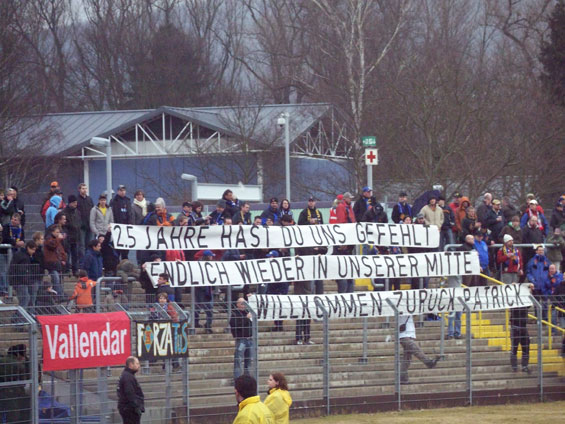 2.5 JAHRE HAST DU UNS GEFEHLT
ENDLICH WIEDER IN UNSERER MITTE
WILLKOMMEN ZURÜCK PATRICK
Vallendar
FORZA